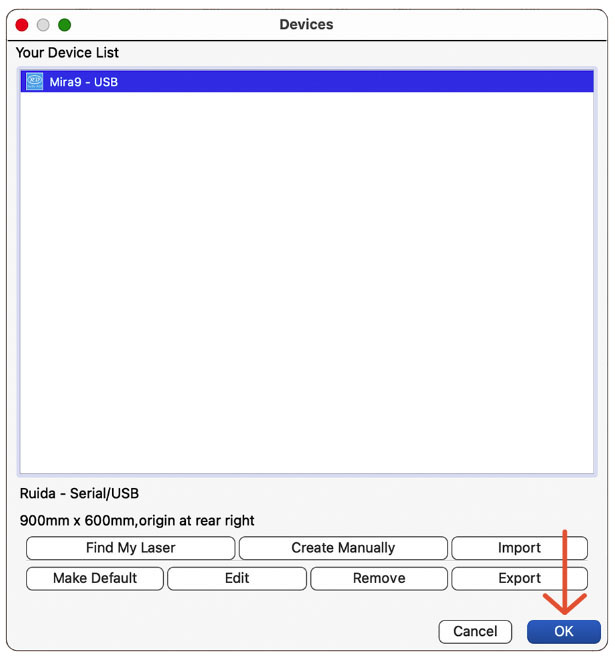 Devices
Your Device List
Mira9 - USB
Ruida - Serial/USB
900mm x 600mm,origin at rear right
Find My Laser Create Manually Import
Make Default Edit Remove Export
Cancel OK